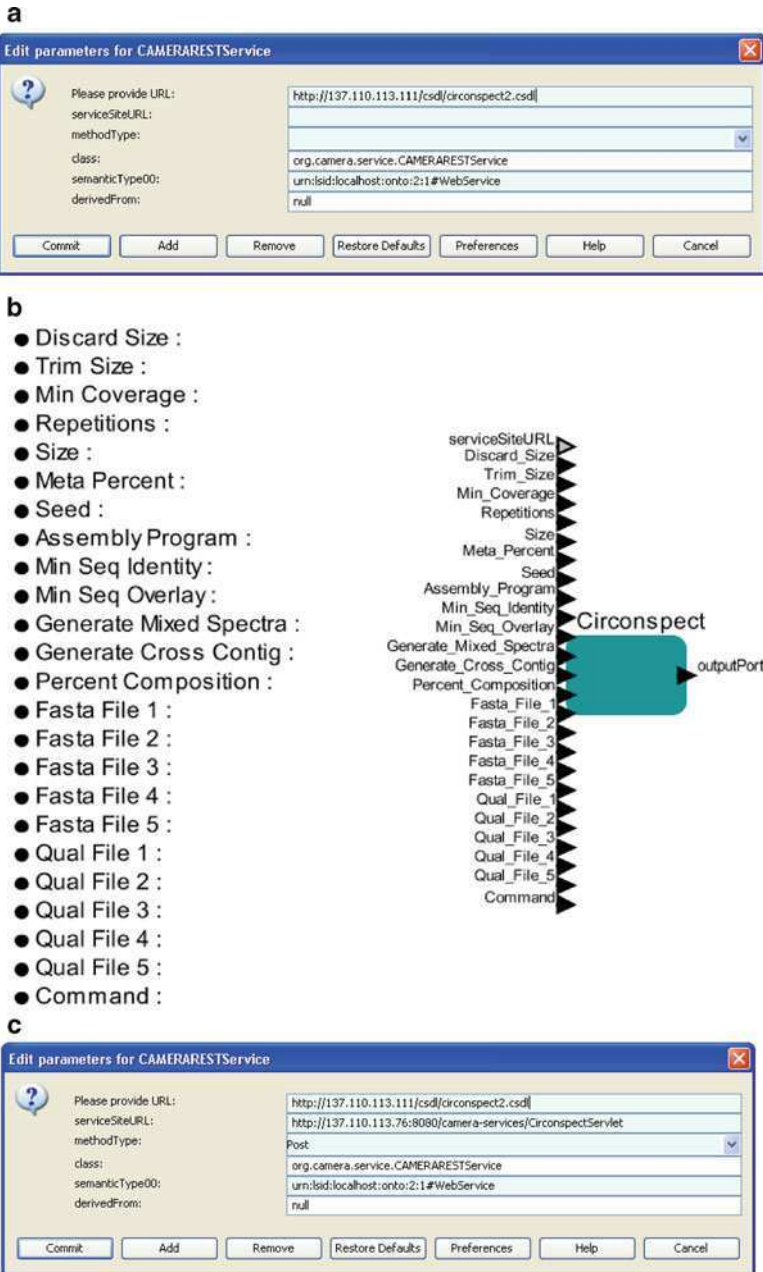 a
Edit parameters for CAMERARESTService
Please provide URL: http://137.110.113.111/csdl/circonspect2.csdl
serviceSiteURL:
methodType:
class: org.camera.service.CAMERARESTService
semanticType00: urn:lsid:localhost:onto:2:1#WebService
derivedFrom: null
Commit Add Remove Restore Defaults Preferences Help Cancel
b
● Discard Size :
● Trim Size :
● Min Coverage :
● Repetitions :
● Size :
● Meta Percent :
● Seed :
● Assembly Program :
● Min Seq Identity :
● Min Seq Overlay :
● Generate Mixed Spectra :
● Generate Cross Contig :
● Percent Composition :
● Fasta File 1 :
● Fasta File 2 :
● Fasta File 3 :
● Fasta File 4 :
● Fasta File 5 :
● Qual File 1 :
● Qual File 2 :
● Qual File 3 :
● Qual File 4 :
● Qual File 5 :
● Command :
serviceSiteURL
Discard_Size
Trim_Size
Min_Coverage
Repetitions
Size
Meta_Percent
Seed
Assembly_Program
Min_Seq_Identity
Min_Seq_Overlay
Generate_Mixed_Spectra
Generate_Cross_Contig
Percent_Composition
Fasta_File_1
Fasta_File_2
Fasta_File_3
Fasta_File_4
Fasta_File_5
Qual_File_1
Qual_File_2
Qual_File_3
Qual_File_4
Qual_File_5
Command
Circonspect
outputPort
c
Edit parameters for CAMERARESTService
Please provide URL: http://137.110.113.111/csdl/circonspect2.csdl
serviceSiteURL: http://137.110.113.76:8080/camera-services/CirconspectServlet
methodType: Post
class: org.camera.service.CAMERARESTService
semanticType00: urn:lsid:localhost:onto:2:1#WebService
derivedFrom: null
Commit Add Remove Restore Defaults Preferences Help Cancel